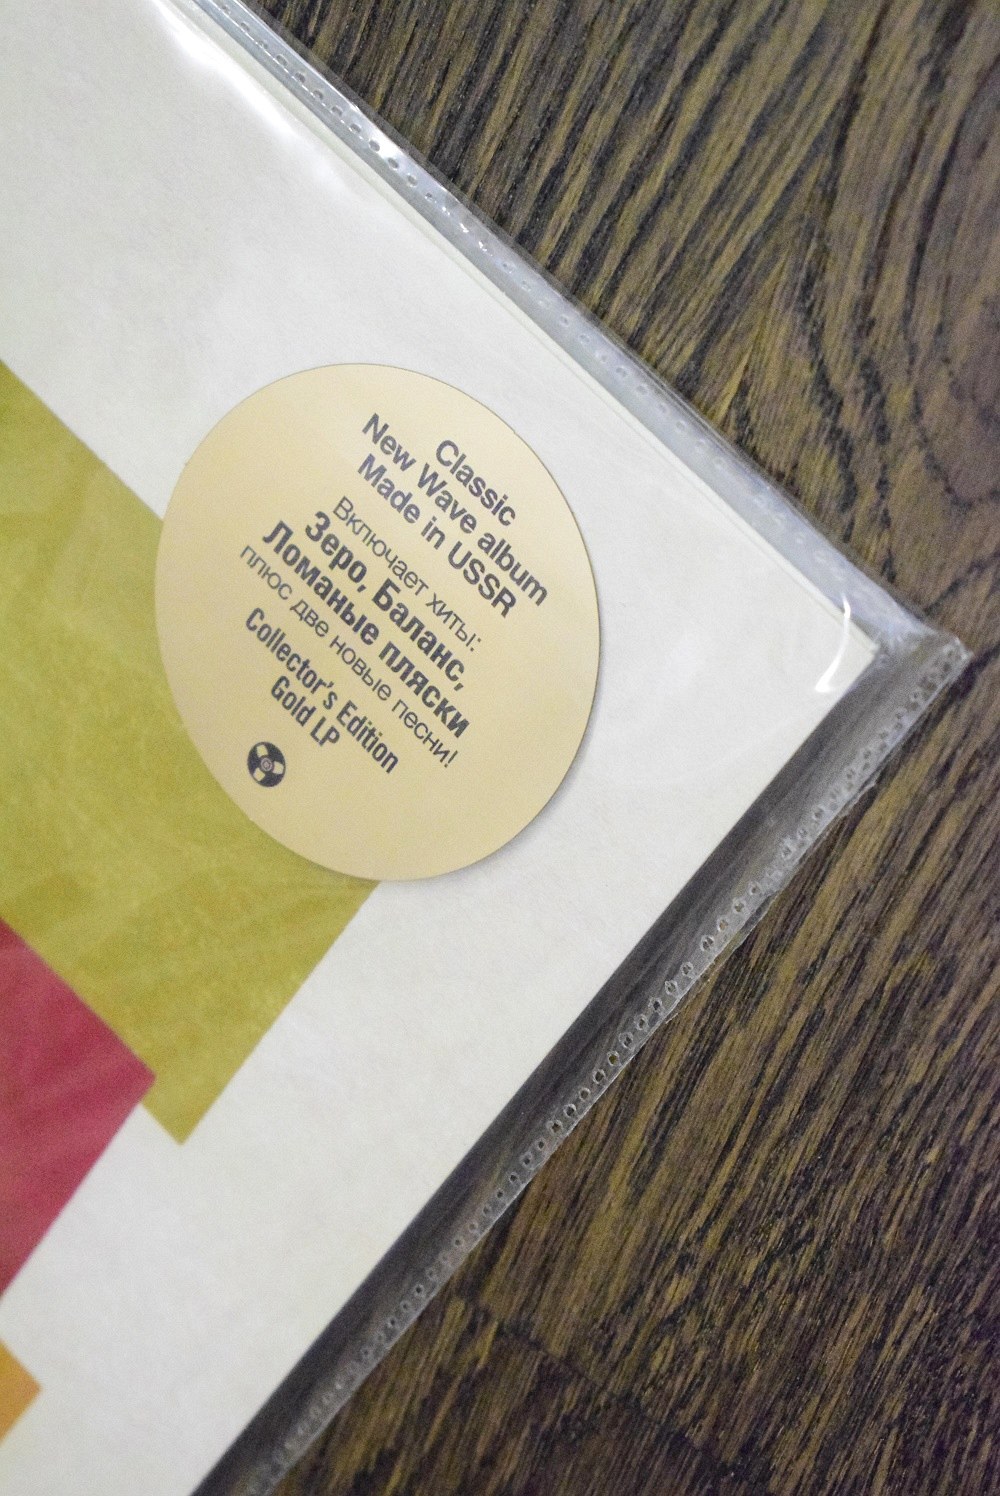 Classic
New Wave album
Made in USSR
Включает хиты:
Зеро, Баланс,
Ломаные пляски
плюс две новые песни!
Collector's Edition
Gold LP